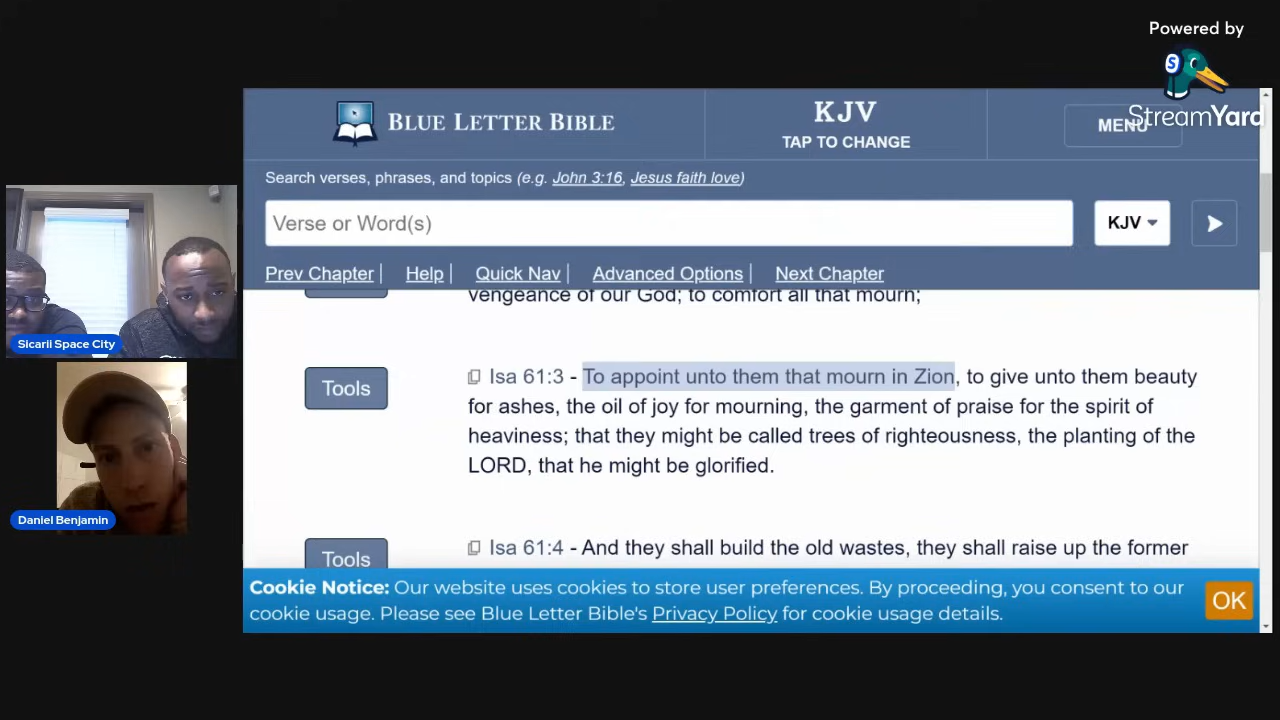 Powered by
StreamYard
BLUE LETTER BIBLE
KJV
TAP TO CHANGE
MENU
Search verses, phrases, and topics (e.g. John 3:16, Jesus faith love)
Verse or Word(s)
KJV
Prev Chapter | Help | Quick Nav | Advanced Options | Next Chapter
vengeance of our God; to comfort all that mourn;
Tools
Isa 61:3 - To appoint unto them that mourn in Zion, to give unto them beauty
for ashes, the oil of joy for mourning, the garment of praise for the spirit of
heaviness; that they might be called trees of righteousness, the planting of the
LORD, that he might be glorified.
Tools
Isa 61:4 - And they shall build the old wastes, they shall raise up the former
Cookie Notice: Our website uses cookies to store user preferences. By proceeding, you consent to our
cookie usage. Please see Blue Letter Bible's Privacy Policy for cookie usage details.
OK
Sicarii Space City
Daniel Benjamin